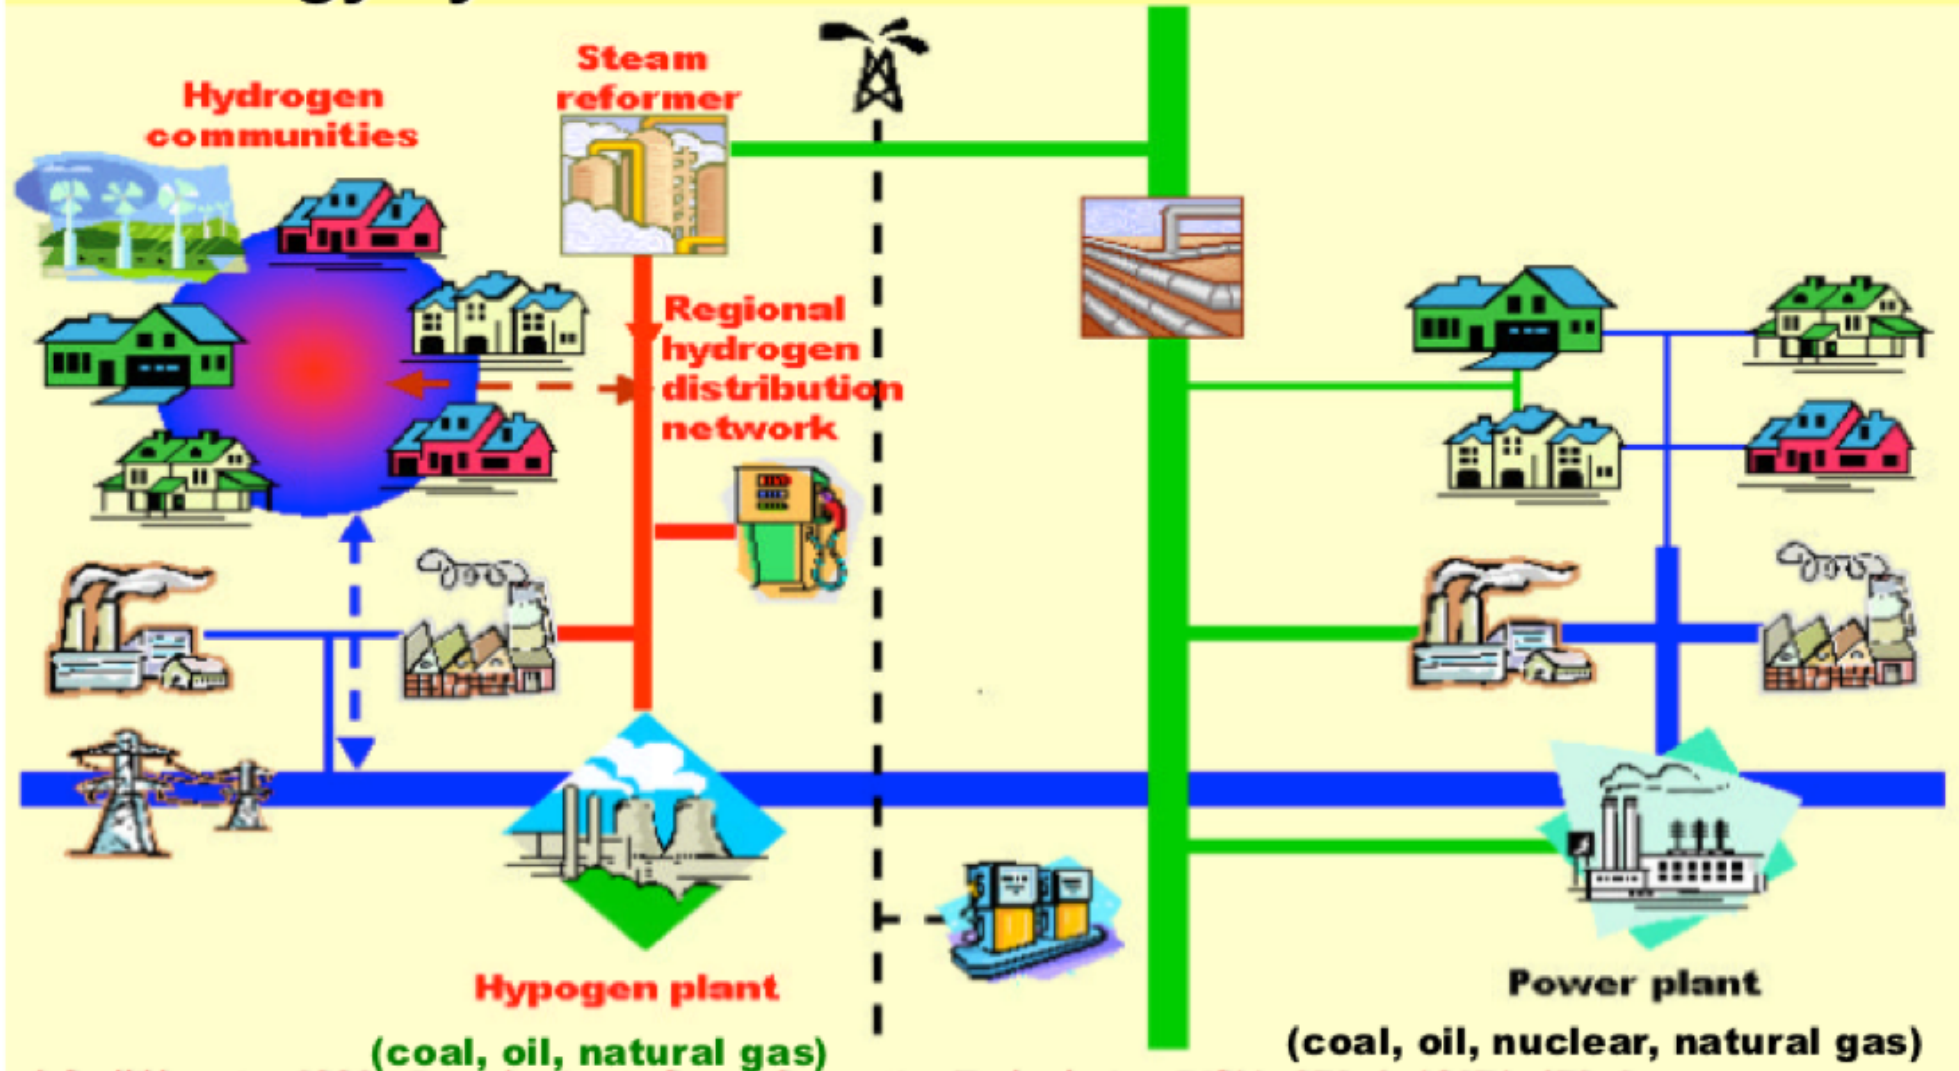 Steam
reformer
Hydrogen
communities
Regional
hydrogen
distribution
network
Hypogen plant
(coal, oil, natural gas)
Power plant
(coal, oil, nuclear, natural gas)